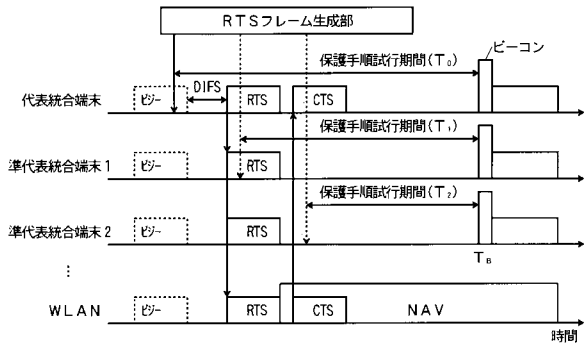 RTSフレーム生成部
ビーコン
保護手順試行期間(T₀)
DIFS
代表統合端末
ビジー
RTS
CTS
保護手順試行期間(T₁)
準代表統合端末1
ビジー
RTS
保護手順試行期間(T₂)
準代表統合端末2
ビジー
RTS
T_B
⋮
WLAN
ビジー
RTS
CTS
NAV
時間